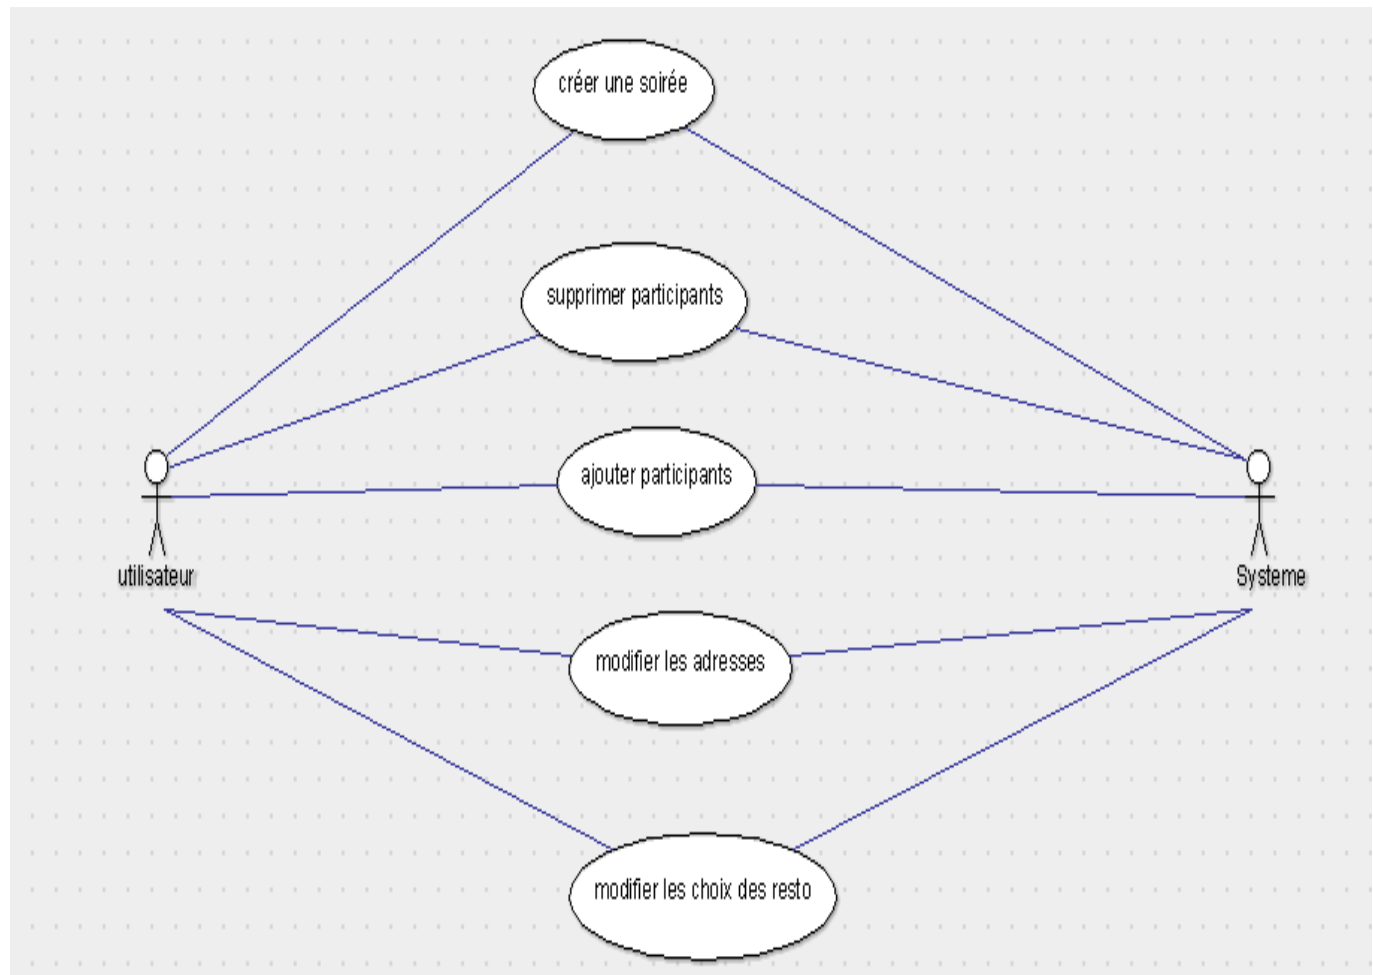 créer une soirée
supprimer participants
ajouter participants
utilisateur
Systeme
modifier les adresses
modifier les choix des resto